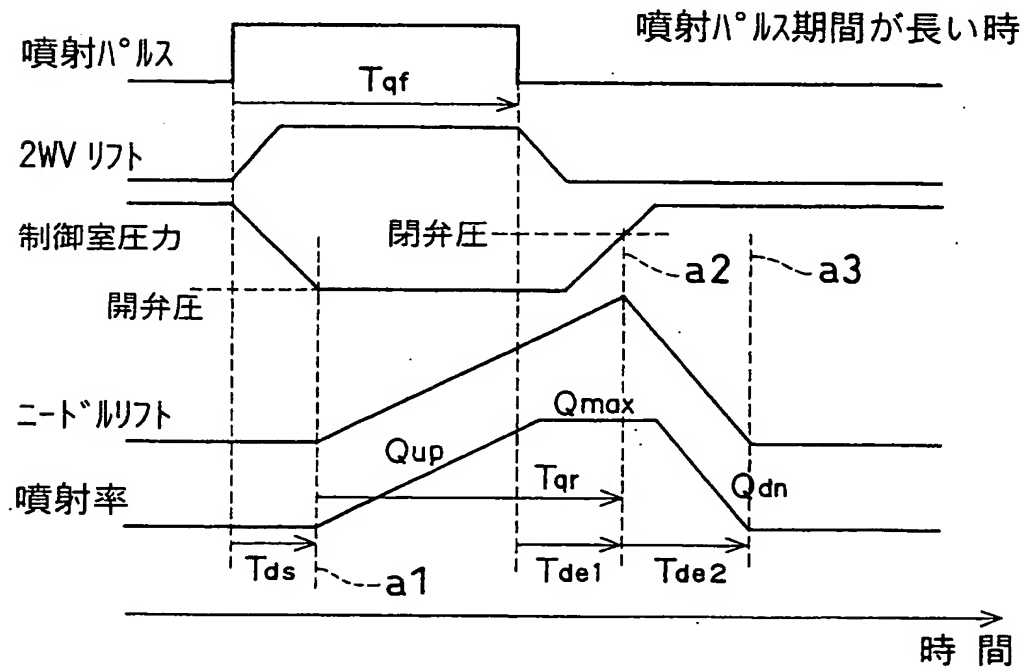 噴射パルス期間が長い時
噴射パルス
Tqf
2WV リフト
制御室圧力
閉弁圧
a2
a3
開弁圧
Qmax
ニードルリフト
Qup
Tqr
Qdn
噴射率
Tds
a1
Tde1
Tde2
時 間